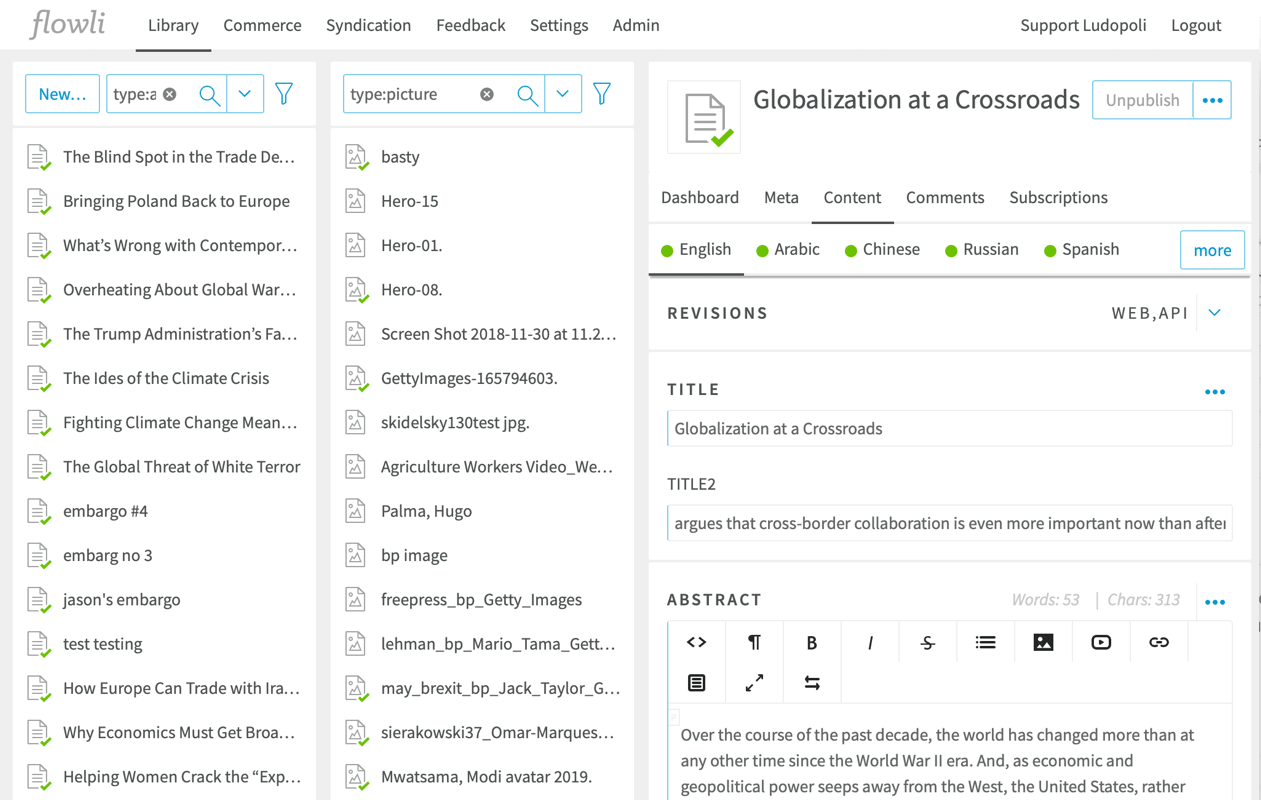 flowli
Library Commerce Syndication Feedback Settings Admin Support Ludopoli Logout
New…
type:a
The Blind Spot in the Trade De…
Bringing Poland Back to Europe
What’s Wrong with Contempor…
Overheating About Global War…
The Trump Administration’s Fa…
The Ides of the Climate Crisis
Fighting Climate Change Mean…
The Global Threat of White Terror
embargo #4
embarg no 3
jason's embargo
test testing
How Europe Can Trade with Ira…
Why Economics Must Get Broa…
Helping Women Crack the “Exp…
type:picture
basty
Hero-15
Hero-01.
Hero-08.
Screen Shot 2018-11-30 at 11.2…
GettyImages-165794603.
skidelsky130test jpg.
Agriculture Workers Video_We…
Palma, Hugo
bp image
freepress_bp_Getty_Images
lehman_bp_Mario_Tama_Gett…
may_brexit_bp_Jack_Taylor_G…
sierakowski37_Omar-Marques…
Mwatsama, Modi avatar 2019.
Globalization at a Crossroads
Unpublish
Dashboard Meta Content Comments Subscriptions
English Arabic Chinese Russian Spanish more
REVISIONS WEB,API
TITLE
Globalization at a Crossroads
TITLE2
argues that cross-border collaboration is even more important now than after
ABSTRACT Words: 53 | Chars: 313
Over the course of the past decade, the world has changed more than at
any other time since the World War II era. And, as economic and
geopolitical power seeps away from the West, the United States, rather